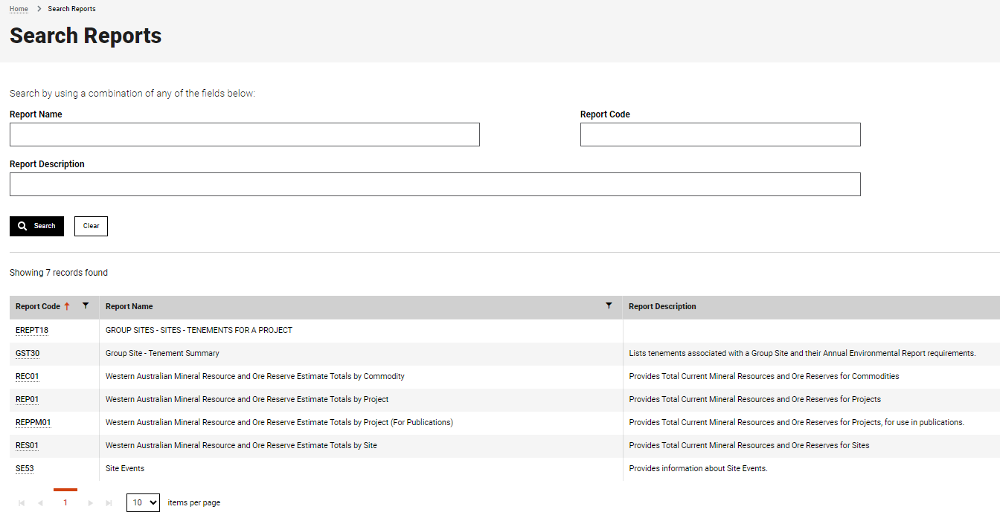 Home > Search Reports
Search Reports
Search by using a combination of any of the fields below:
Report Name Report Code
Report Description
Search Clear
Showing 7 records found
Report Code Report Name Report Description
EREPT18 GROUP SITES - SITES - TENEMENTS FOR A PROJECT
GST30 Group Site - Tenement Summary Lists tenements associated with a Group Site and their Annual Environmental Report requirements.
REC01 Western Australian Mineral Resource and Ore Reserve Estimate Totals by Commodity Provides Total Current Mineral Resources and Ore Reserves for Commodities
REP01 Western Australian Mineral Resource and Ore Reserve Estimate Totals by Project Provides Total Current Mineral Resources and Ore Reserves for Projects
REPPM01 Western Australian Mineral Resource and Ore Reserve Estimate Totals by Project (For Publications) Provides Total Current Mineral Resources and Ore Reserves for Projects, for use in publications.
RES01 Western Australian Mineral Resource and Ore Reserve Estimate Totals by Site Provides Total Current Mineral Resources and Ore Reserves for Sites
SE53 Site Events Provides information about Site Events.
1 10 items per page